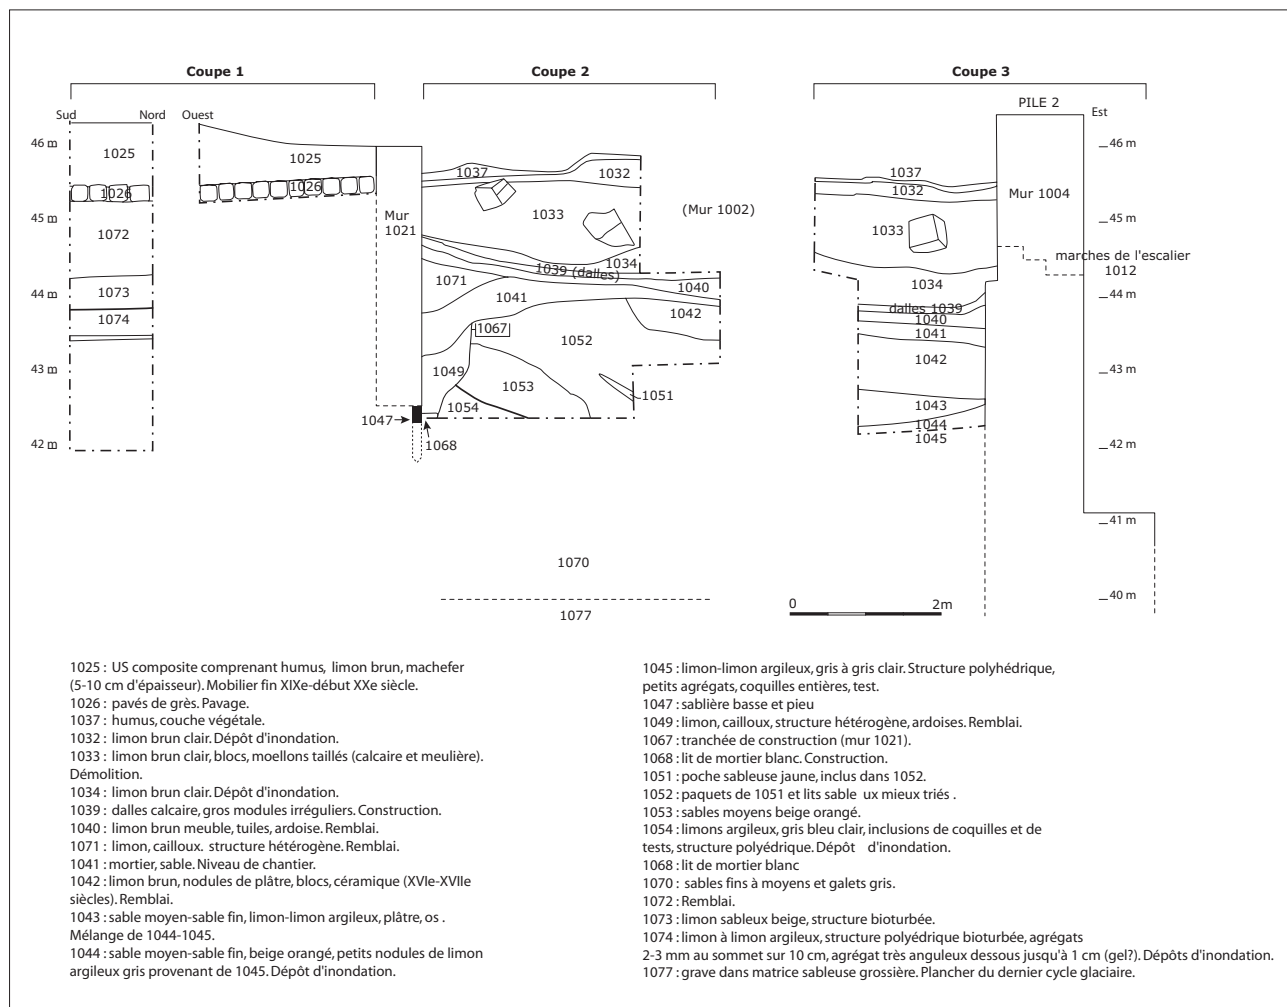 Coupe 1
Coupe 2
Coupe 3
PILE 2
Sud
Nord
Ouest
Est
46 m
45 m
44 m
43 m
42 m
1025
1026
1072
1073
1074
1025
1026
Mur
1021
1047
1068
1037
1032
1033
1034
1039 (dalles)
1071
1041
1040
1042
1067
1052
1049
1053
1054
1051
(Mur 1002)
1070
1077
1037
1032
1033
1034
dalles 1039
1040
1041
1042
1043
1044
1045
Mur 1004
marches de l'escalier
1012
46 m
45 m
44 m
43 m
42 m
41 m
40 m
0 2m
1025 : US composite comprenant humus, limon brun, machefer
(5-10 cm d'épaisseur). Mobilier fin XIXe-début XXe siècle.
1026 : pavés de grès. Pavage.
1037 : humus, couche végétale.
1032 : limon brun clair. Dépôt d'inondation.
1033 : limon brun clair, blocs, moellons taillés (calcaire et meulière).
Démolition.
1034 : limon brun clair. Dépôt d'inondation.
1039 : dalles calcaire, gros modules irréguliers. Construction.
1040 : limon brun meuble, tuiles, ardoise. Remblai.
1071 : limon, cailloux. structure hétérogène. Remblai.
1041 : mortier, sable. Niveau de chantier.
1042 : limon brun, nodules de plâtre, blocs, céramique (XVIe-XVIIe
siècles). Remblai.
1043 : sable moyen-sable fin, limon-limon argileux, plâtre, os .
Mélange de 1044-1045.
1044 : sable moyen-sable fin, beige orangé, petits nodules de limon
argileux gris provenant de 1045. Dépôt d'inondation.
1045 : limon-limon argileux, gris à gris clair. Structure polyhédrique,
petits agrégats, coquilles entières, test.
1047 : sablière basse et pieu
1049 : limon, cailloux, structure hétérogène, ardoises. Remblai.
1067 : tranchée de construction (mur 1021).
1068 : lit de mortier blanc. Construction.
1051 : poche sableuse jaune, inclus dans 1052.
1052 : paquets de 1051 et lits sable ux mieux triés .
1053 : sables moyens beige orangé.
1054 : limons argileux, gris bleu clair, inclusions de coquilles et de
tests, structure polyédrique. Dépôt d'inondation.
1068 : lit de mortier blanc
1070 : sables fins à moyens et galets gris.
1072 : Remblai.
1073 : limon sableux beige, structure bioturbée.
1074 : limon à limon argileux, structure polyédrique bioturbée, agrégats
2-3 mm au sommet sur 10 cm, agrégat très anguleux dessous jusqu'à 1 cm (gel?). Dépôts d'inondation.
1077 : grave dans matrice sableuse grossière. Plancher du dernier cycle glaciaire.